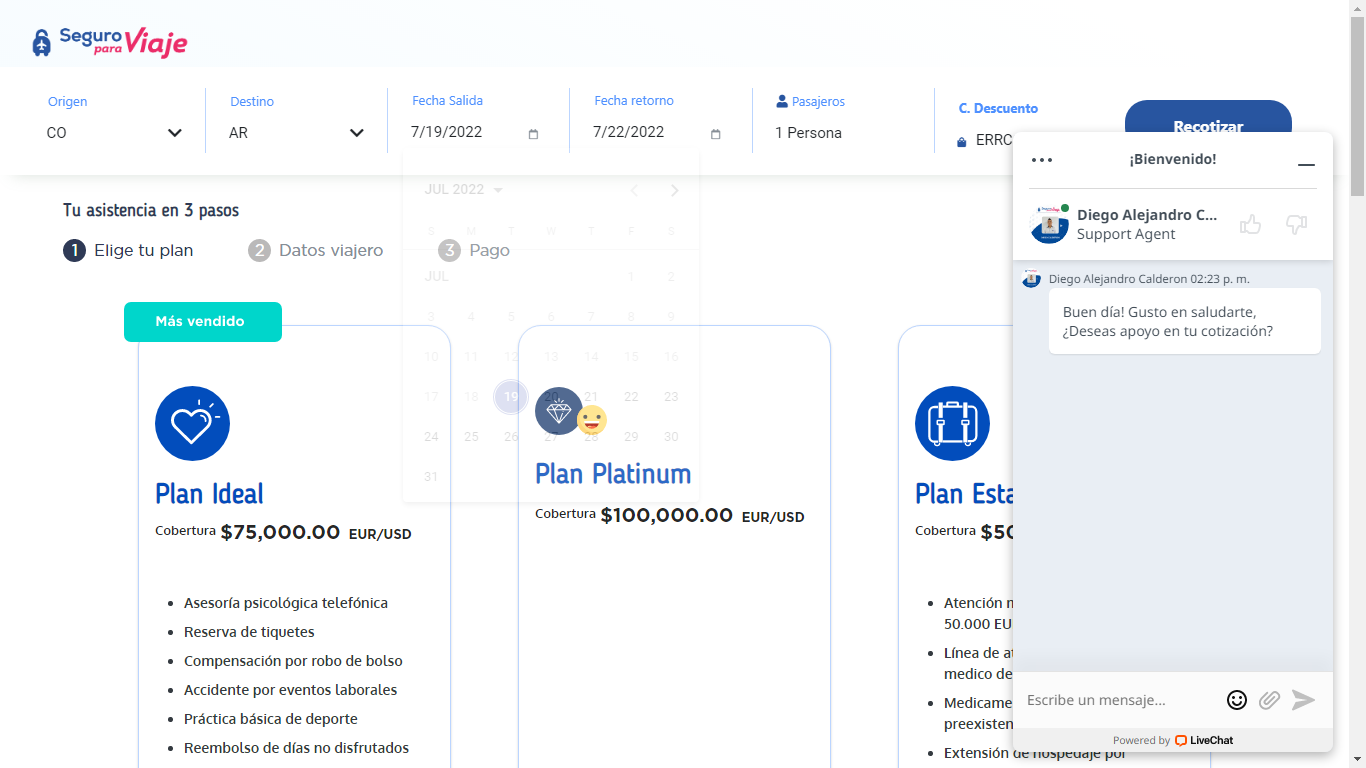 Seguro
para Viaje
Origen
CO
Destino
AR
Fecha Salida
7/19/2022
Fecha retorno
7/22/2022
Pasajeros
1 Persona
C. Descuento
ERRC
Recotizar
Tu asistencia en 3 pasos
1 Elige tu plan
2 Datos viajero
3 Pago
JUL 2022
S M T W T F S
JUL 1 2
3 4 5 6 7 8 9
10 11 12 13 14 15 16
17 18 19 20 21 22 23
24 25 26 27 28 29 30
31
Más vendido
Plan Ideal
Cobertura $75,000.00 EUR/USD
Asesoría psicológica telefónica
Reserva de tiquetes
Compensación por robo de bolso
Accidente por eventos laborales
Práctica básica de deporte
Reembolso de días no disfrutados
Plan Platinum
Cobertura $100,000.00 EUR/USD
Plan Esta
Cobertura $50
Atención m
50.000 EU
Línea de at
medico de
Medicame
preexisten
Extensión de hospedaje por
¡Bienvenido!
Diego Alejandro C...
Support Agent
Diego Alejandro Calderon 02:23 p. m.
Buen día! Gusto en saludarte,
¿Deseas apoyo en tu cotización?
Escribe un mensaje...
Powered by LiveChat